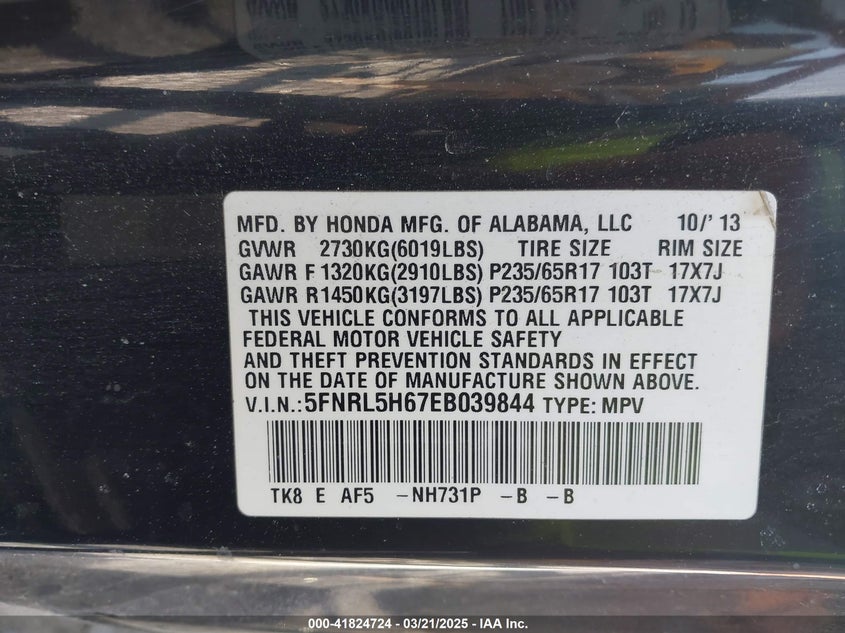 MFD. BY HONDA MFG. OF ALABAMA, LLC 10/'13
GVWR 2730KG(6019LBS) TIRE SIZE RIM SIZE
GAWR F 1320KG(2910LBS) P235/65R17 103T 17X7J
GAWR R1450KG(3197LBS) P235/65R17 103T 17X7J
THIS VEHICLE CONFORMS TO ALL APPLICABLE
FEDERAL MOTOR VEHICLE SAFETY
AND THEFT PREVENTION STANDARDS IN EFFECT
ON THE DATE OF MANUFACTURE SHOWN ABOVE.
V.I.N.:5FNRL5H67EB039844 TYPE: MPV
TK8 E AF5 -NH731P -B -B
000-41824724 — 03/21/2025 — IAA Inc.